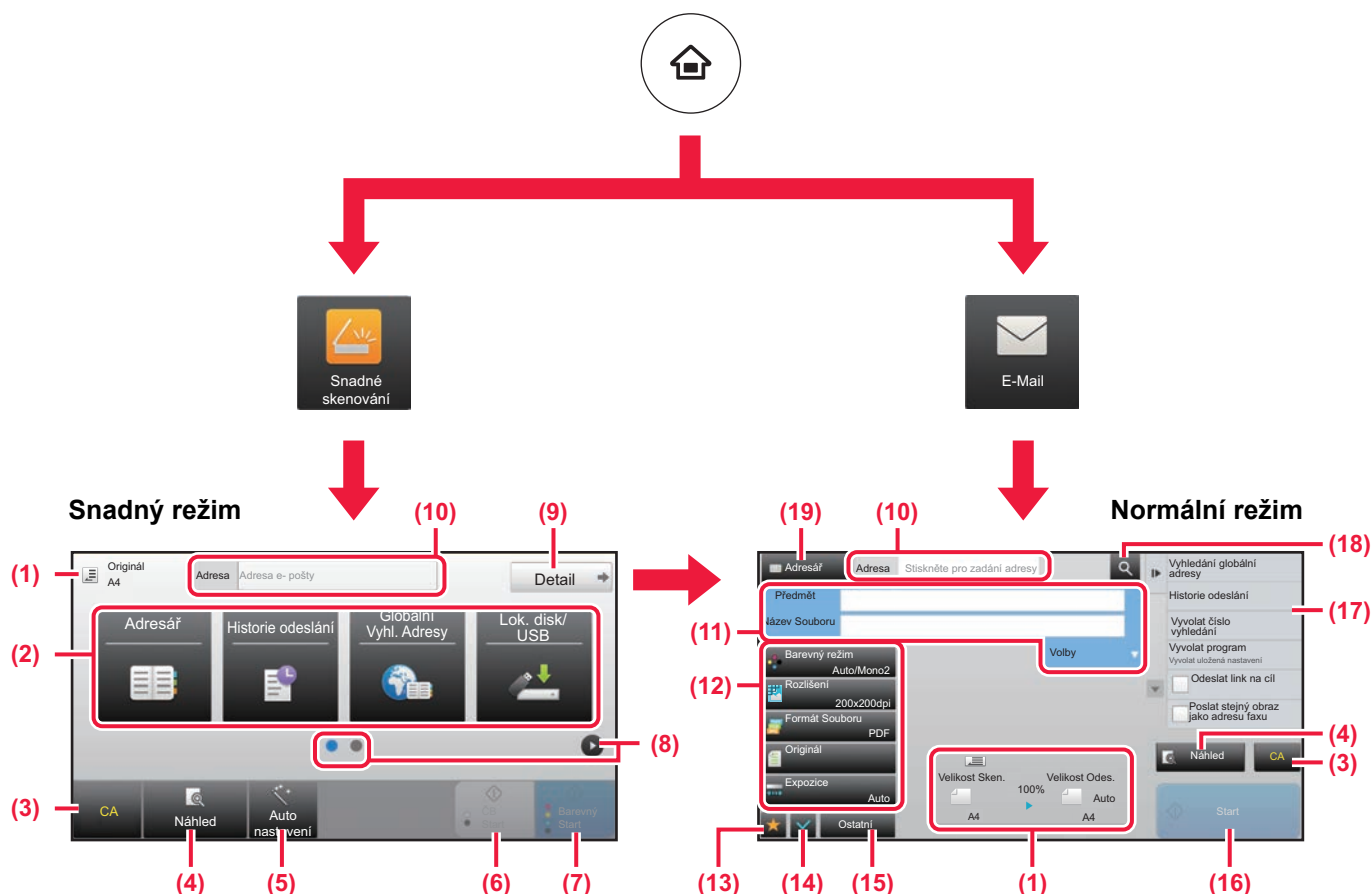 Snadné
skenování
E-Mail
Snadný režim
Normální režim
(10)
(9)
(19)
(10)
(18)
(1)
Originál
A4
Adresa
Adresa e- pošty
Detail
(2)
Adresář
Historie odeslání
Globální
Vyhl. Adresy
Lok. disk/
USB
(8)
(3)
CA
Náhled
Auto
nastavení
ČB
Start
Barevný
Start
(4)
(5)
(6)
(7)
Adresář
Adresa
Stiskněte pro zadání adresy
Předmět
Název Souboru
(11)
Volby
(12)
Barevný režim
Auto/Mono2
Rozlišení
200x200dpi
Formát Souboru
PDF
Originál
Expozice
Auto
Ostatní
Velikost Sken.
100%
Velikost Odes.
Auto
A4
A4
Vyhledání globální
adresy
Historie odeslání
(17)
Vyvolat číslo
vyhledání
Vyvolat program
Vyvolat uložená nastavení
Odeslat link na cíl
Poslat stejný obraz
jako adresu faxu
(4)
Náhled
CA
(3)
Start
(13)
(14)
(15)
(1)
(16)